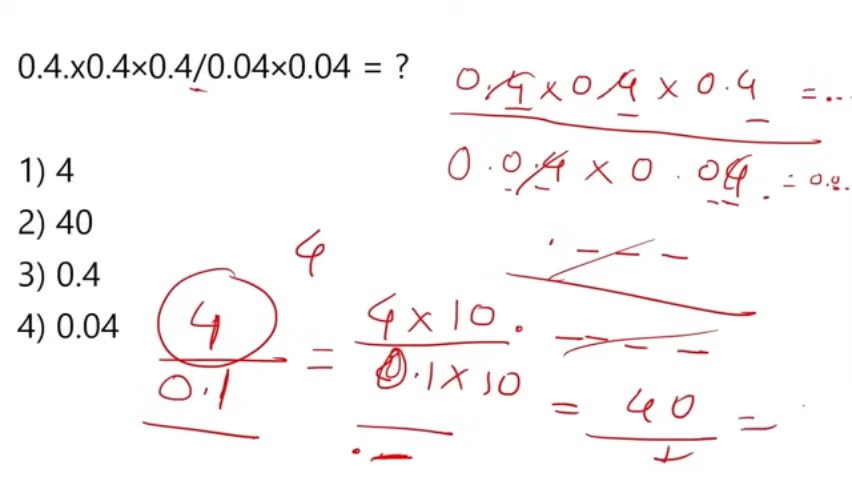 0.4.x0.4×0.4/0.04×0.04 = ?
1) 4
2) 40
3) 0.4
4) 0.04
0.4 x 0.4 x 0.4 = ...
0.04 x 0.04. = 0.0.
4
4/0.1 = 4 x 10/0.1 x 10 = 40/1 =